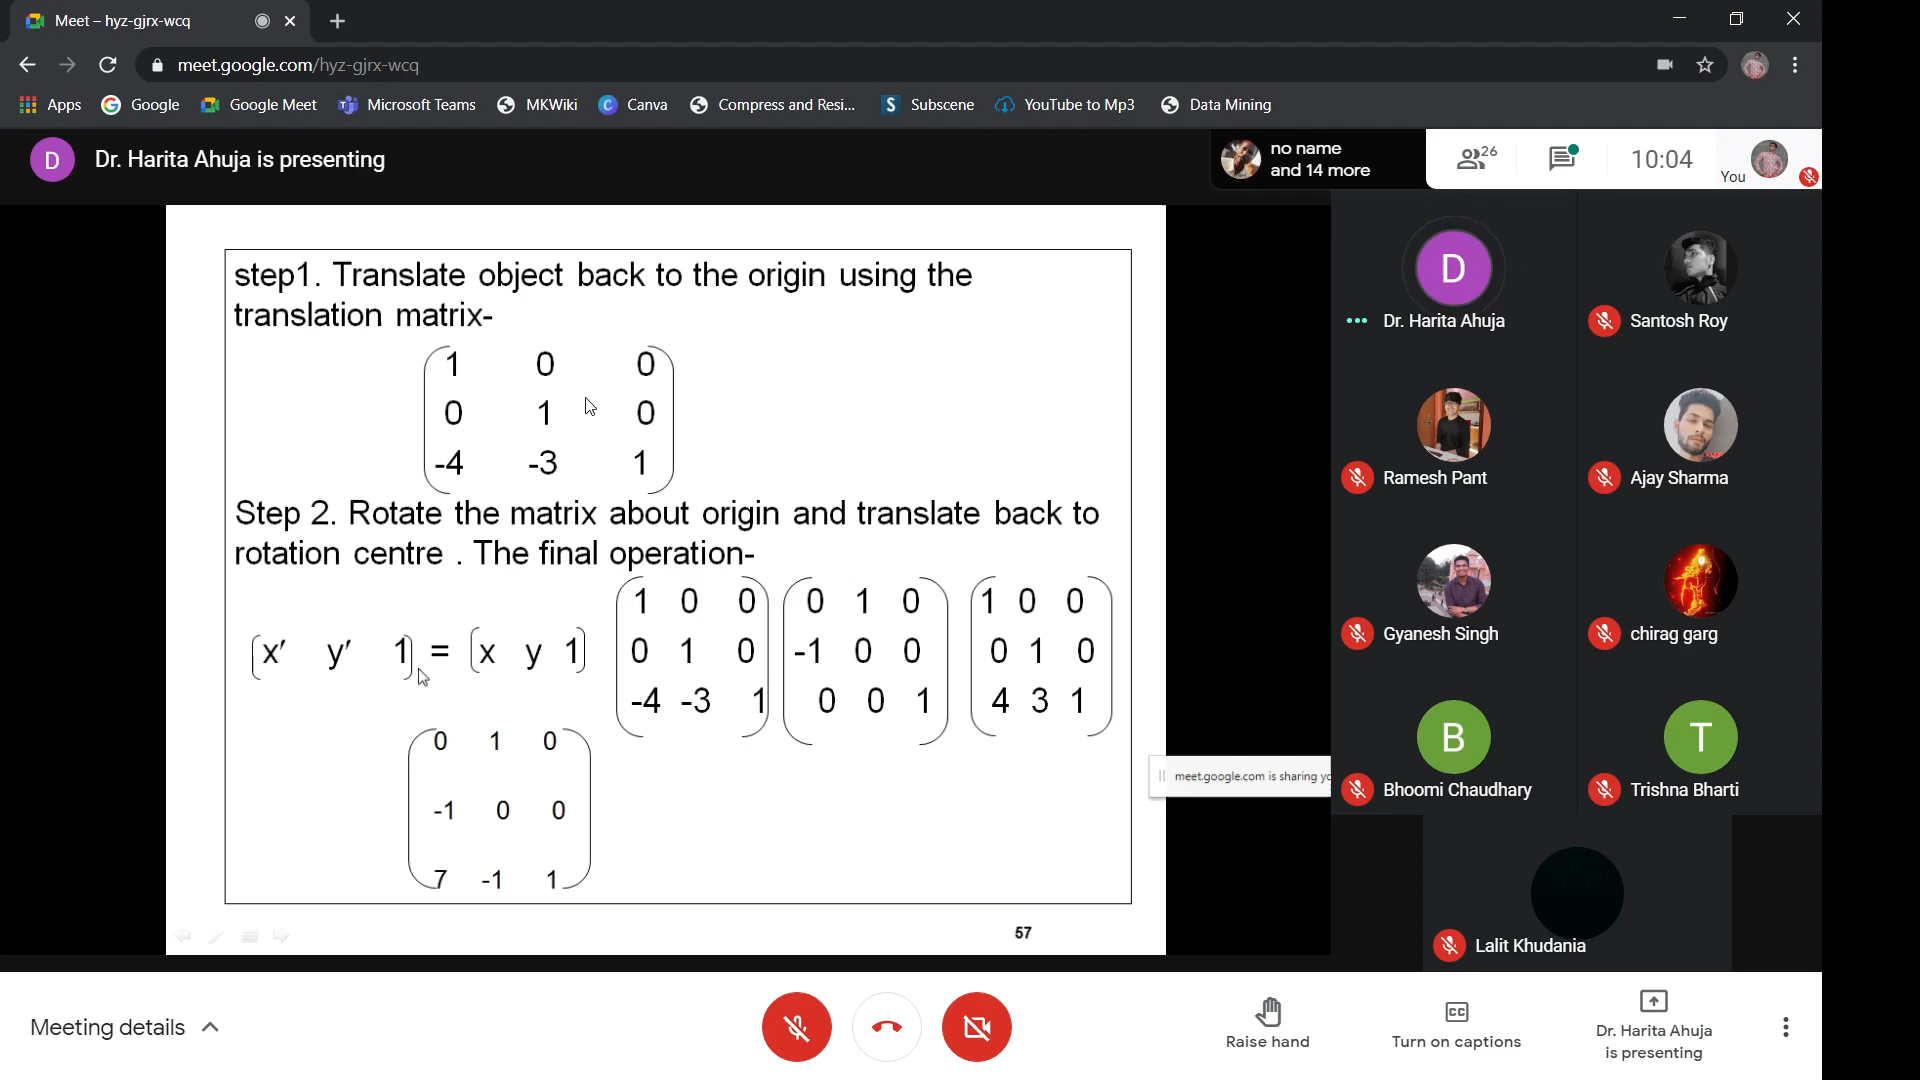 Meet – hyz-gjrx-wcq
meet.google.com/hyz-gjrx-wcq
Apps Google Google Meet Microsoft Teams MKWiki Canva Compress and Resi... Subscene YouTube to Mp3 Data Mining
D Dr. Harita Ahuja is presenting
no name
and 14 more
26
10:04
You
step1. Translate object back to the origin using the
translation matrix-
1 0 0
0 1 0
-4 -3 1
Step 2. Rotate the matrix about origin and translate back to
rotation centre . The final operation-
1 0 0 0 1 0 1 0 0
x′ y′ 1 = x y 1 0 1 0 -1 0 0 0 1 0
-4 -3 1 0 0 1 4 3 1
0 1 0
-1 0 0
7 -1 1
57
meet.google.com is sharing yo
D
Dr. Harita Ahuja
Santosh Roy
Ramesh Pant
Ajay Sharma
Gyanesh Singh
chirag garg
B
Bhoomi Chaudhary
T
Trishna Bharti
Lalit Khudania
Meeting details
Raise hand
CC
Turn on captions
Dr. Harita Ahuja
is presenting